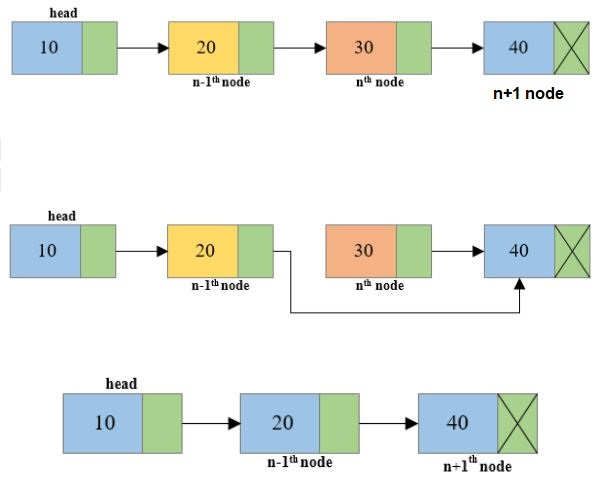 head
10 20 30 40
n-1th node nth node
n+1 node
head
10 20 30 40
n-1th node nth node
head
10 20 40
n-1th node n+1th node